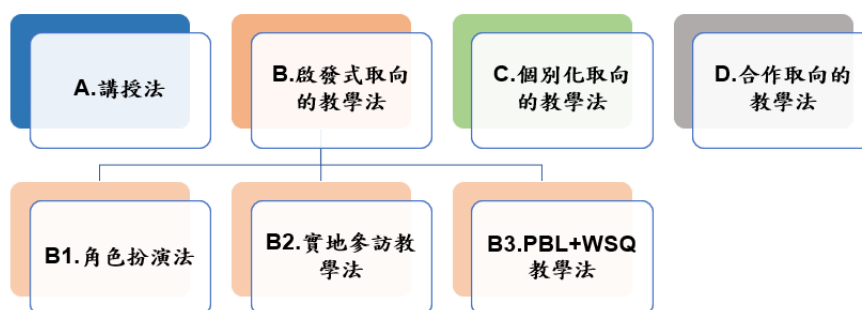 A.講授法
B.啟發式取向
的教學法
C.個別化取向
的教學法
D.合作取向的
教學法
B1.角色扮演法
B2.實地參訪教
學法
B3.PBL+WSQ
教學法